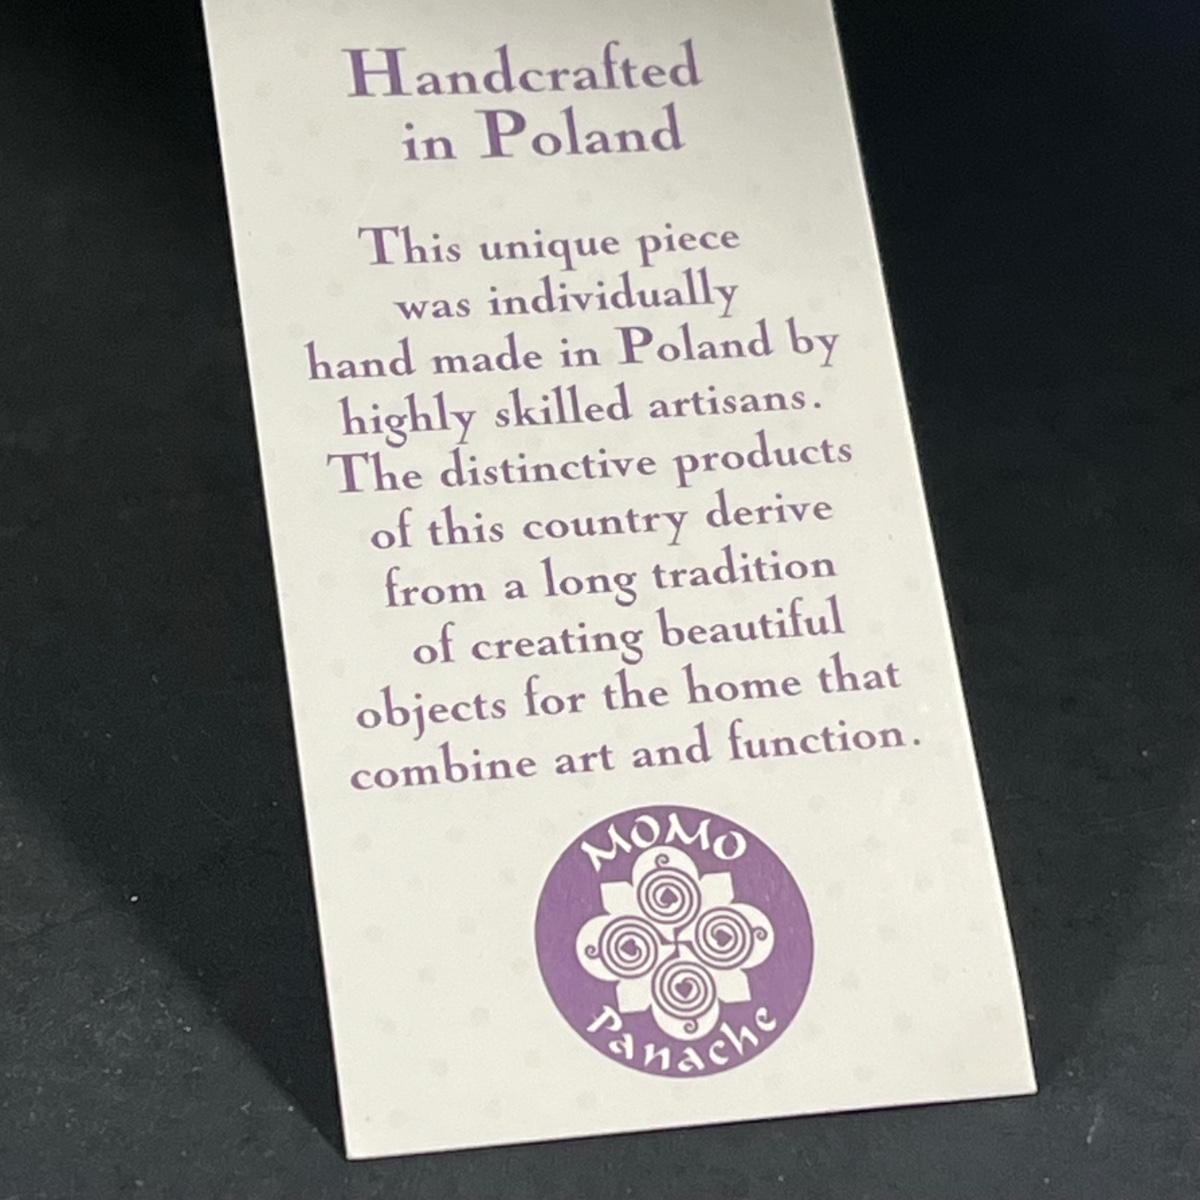 Handcrafted
in Poland
This unique piece
was individually
hand made in Poland by
highly skilled artisans.
The distinctive products
of this country derive
from a long tradition
of creating beautiful
objects for the home that
combine art and function.
MOMO
Panache